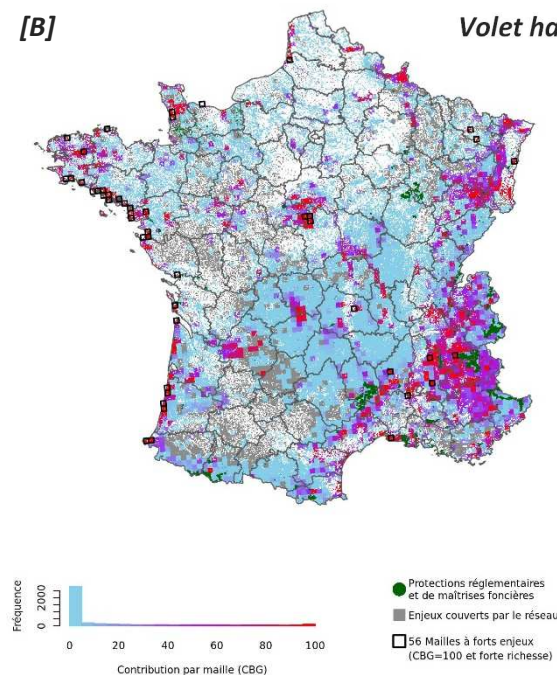 [B]
Volet ha
Fréquence
0 2000
0 20 40 60 80 100
Contribution par maille (CBG)
Protections réglementaires
et de maîtrises foncières
Enjeux couverts par le réseau
56 Mailles à forts enjeux
(CBG=100 et forte richesse)